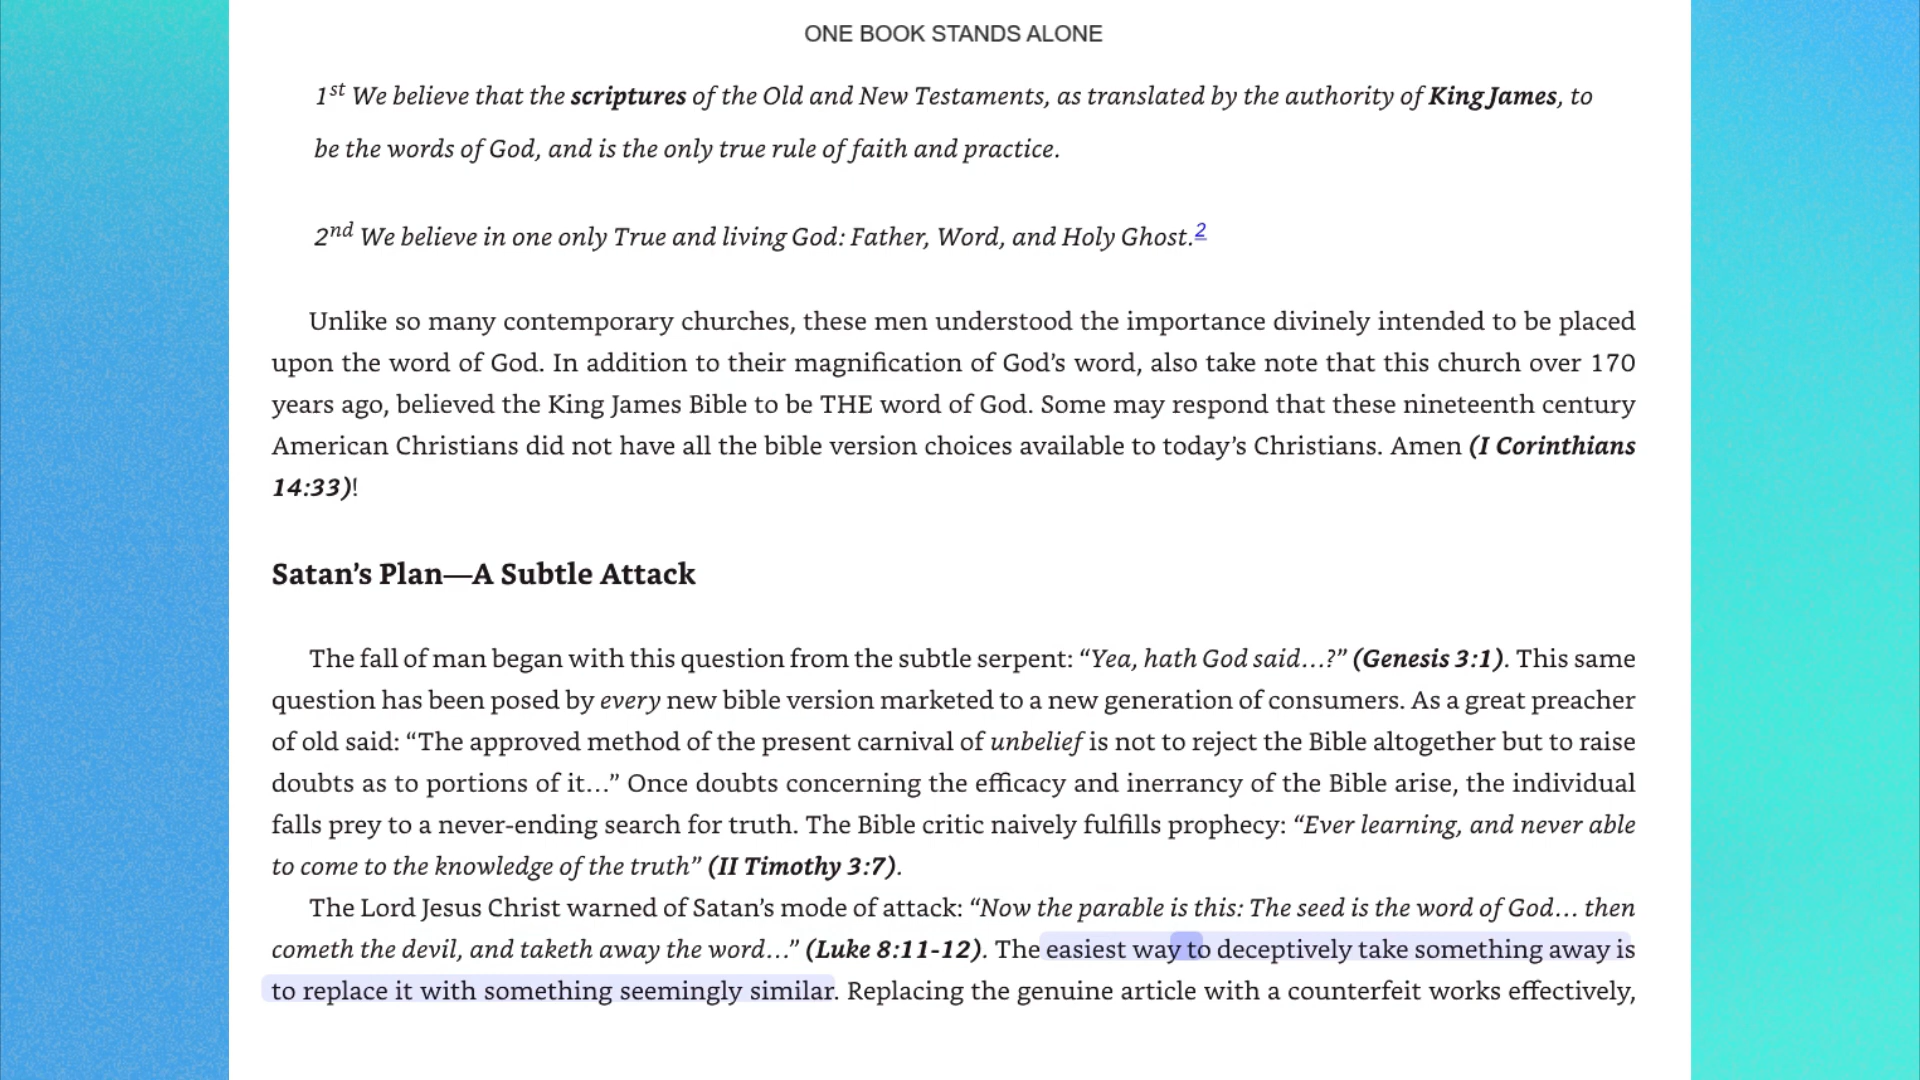 ONE BOOK STANDS ALONE
1st We believe that the scriptures of the Old and New Testaments, as translated by the authority of King James, to
be the words of God, and is the only true rule of faith and practice.
2nd We believe in one only True and living God: Father, Word, and Holy Ghost.2
Unlike so many contemporary churches, these men understood the importance divinely intended to be placed
upon the word of God. In addition to their magnification of God’s word, also take note that this church over 170
years ago, believed the King James Bible to be THE word of God. Some may respond that these nineteenth century
American Christians did not have all the bible version choices available to today’s Christians. Amen (I Corinthians
14:33)!
Satan’s Plan—A Subtle Attack
The fall of man began with this question from the subtle serpent: “Yea, hath God said…?” (Genesis 3:1). This same
question has been posed by every new bible version marketed to a new generation of consumers. As a great preacher
of old said: “The approved method of the present carnival of unbelief is not to reject the Bible altogether but to raise
doubts as to portions of it…” Once doubts concerning the efficacy and inerrancy of the Bible arise, the individual
falls prey to a never-ending search for truth. The Bible critic naively fulfills prophecy: “Ever learning, and never able
to come to the knowledge of the truth” (II Timothy 3:7).
The Lord Jesus Christ warned of Satan’s mode of attack: “Now the parable is this: The seed is the word of God… then
cometh the devil, and taketh away the word…” (Luke 8:11-12). The easiest way to deceptively take something away is
to replace it with something seemingly similar. Replacing the genuine article with a counterfeit works effectively,